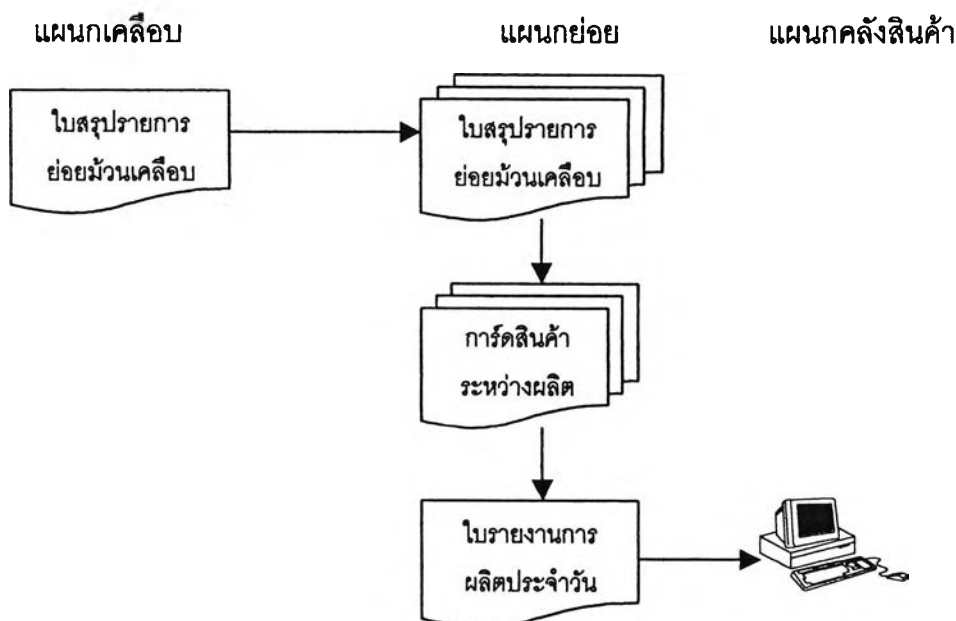 แผนกเคลือบ แผนกย่อย แผนกคลังสินค้า
ใบสรุปรายการ
ย่อยม้วนเคลือบ
ใบสรุปรายการ
ย่อยม้วนเคลือบ
การ์ดสินค้า
ระหว่างผลิต
ใบรายงานการ
ผลิตประจำวัน